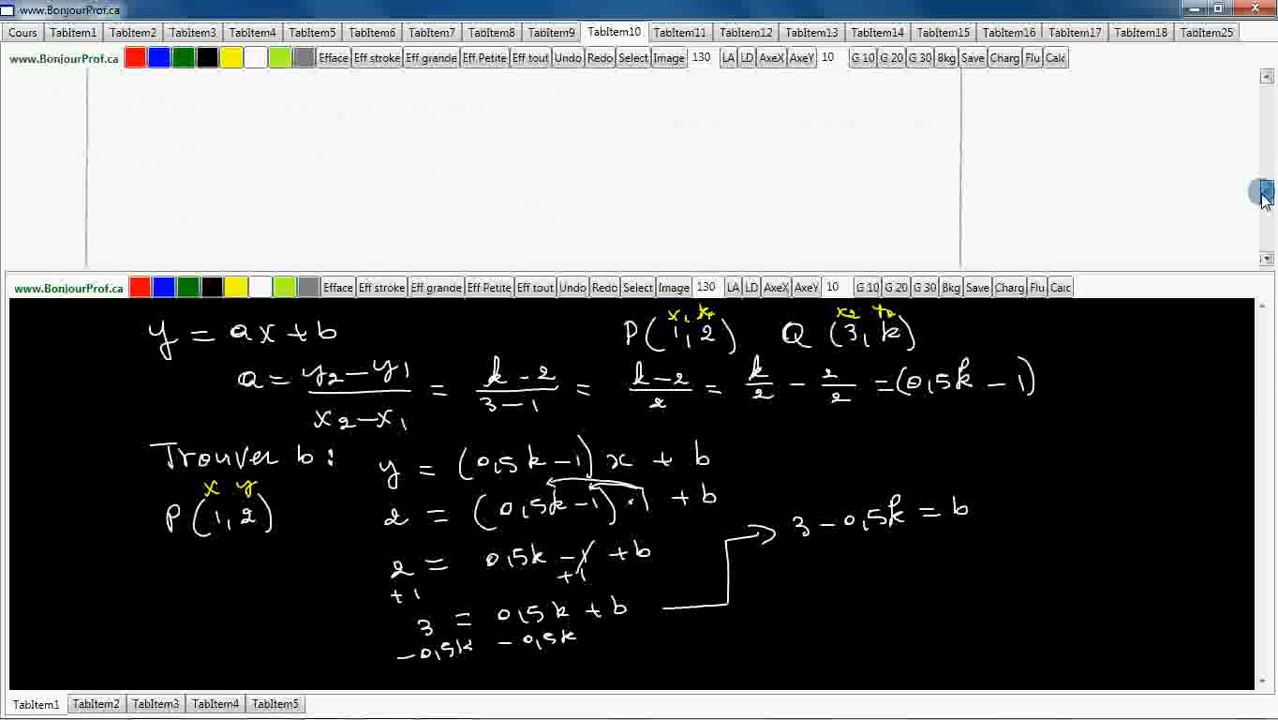 www.BonjourProf.ca
Cours TabItem1 TabItem2 TabItem3 TabItem4 TabItem5 TabItem6 TabItem7 TabItem8 TabItem9 TabItem10 TabItem11 TabItem12 TabItem13 TabItem14 TabItem15 TabItem16 TabItem17 TabItem18 TabItem25
www.BonjourProf.ca Efface Eff stroke Eff grande Eff Petite Eff tout Undo Redo Select Image 130 LA LD AxeX AxeY 10 G 10 G 20 G 30 Bkg Save Charg Flu Calc
www.BonjourProf.ca Efface Eff stroke Eff grande Eff Petite Eff tout Undo Redo Select Image 130 LA LD AxeX AxeY 10 G 10 G 20 G 30 Bkg Save Charg Flu Calc
y = ax + b P(1,2) Q (3,k)
a = y2-y1 / x2-x1 = k-2 / 3-1 = k-2 / 2 = k/2 - 2/2 = (0,5k - 1)
Trouver b : y = (0,5k -1) x + b
x y
P(1,2) 2 = (0,5k-1) · 1 + b
3 - 0,5k = b
2 = 0,5k - 1 + b
+1 +1
3 = 0,5k + b
-0,5k - 0,5k
TabItem1 TabItem2 TabItem3 TabItem4 TabItem5